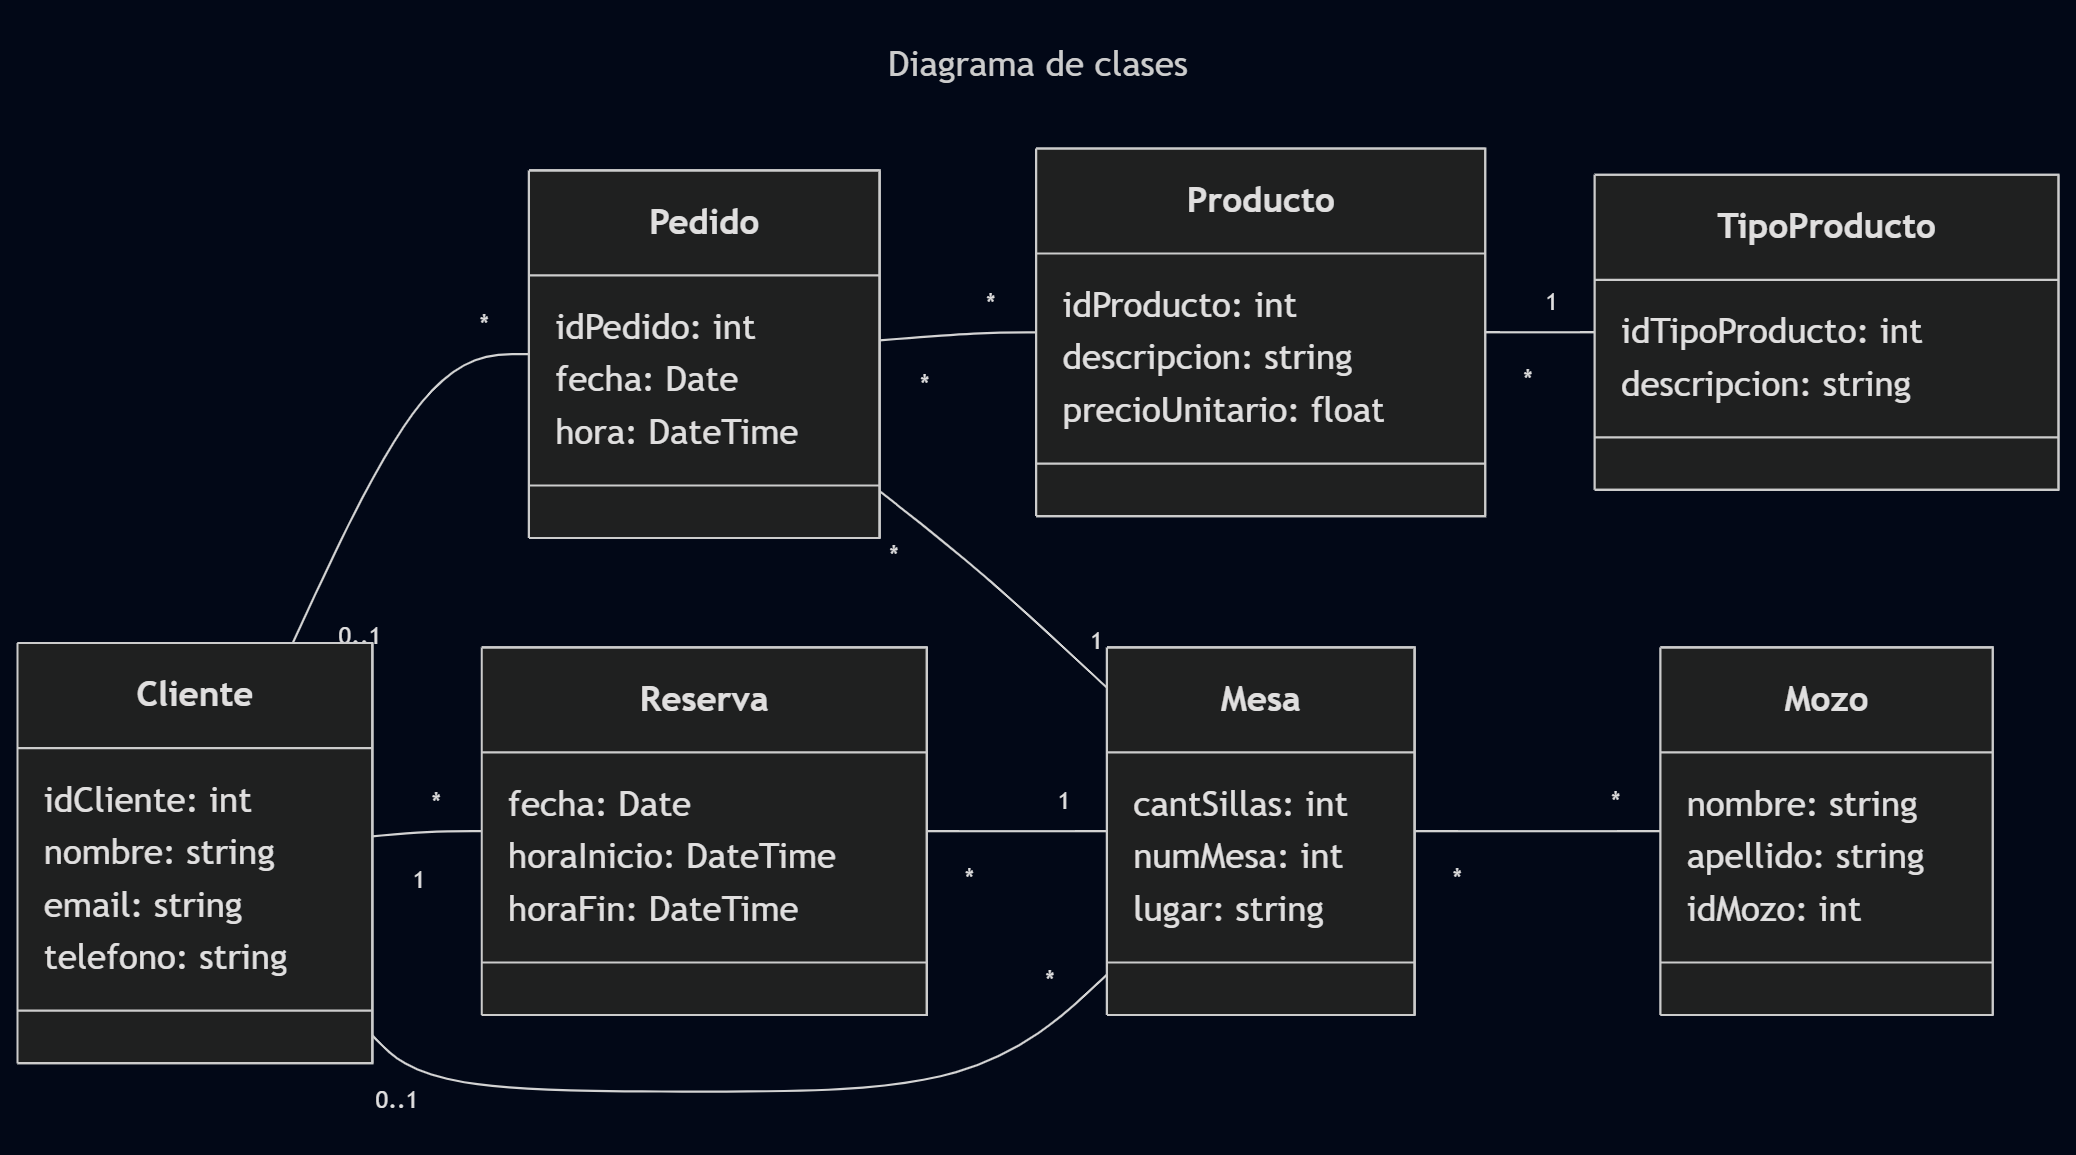 Diagrama de clases
Pedido
idPedido: int
fecha: Date
hora: DateTime
Producto
idProducto: int
descripcion: string
precioUnitario: float
TipoProducto
idTipoProducto: int
descripcion: string
*
*
*
1
*
*
1
0..1
Cliente
idCliente: int
nombre: string
email: string
telefono: string
Reserva
fecha: Date
horaInicio: DateTime
horaFin: DateTime
Mesa
cantSillas: int
numMesa: int
lugar: string
Mozo
nombre: string
apellido: string
idMozo: int
*
1
1
*
*
*
*
0..1